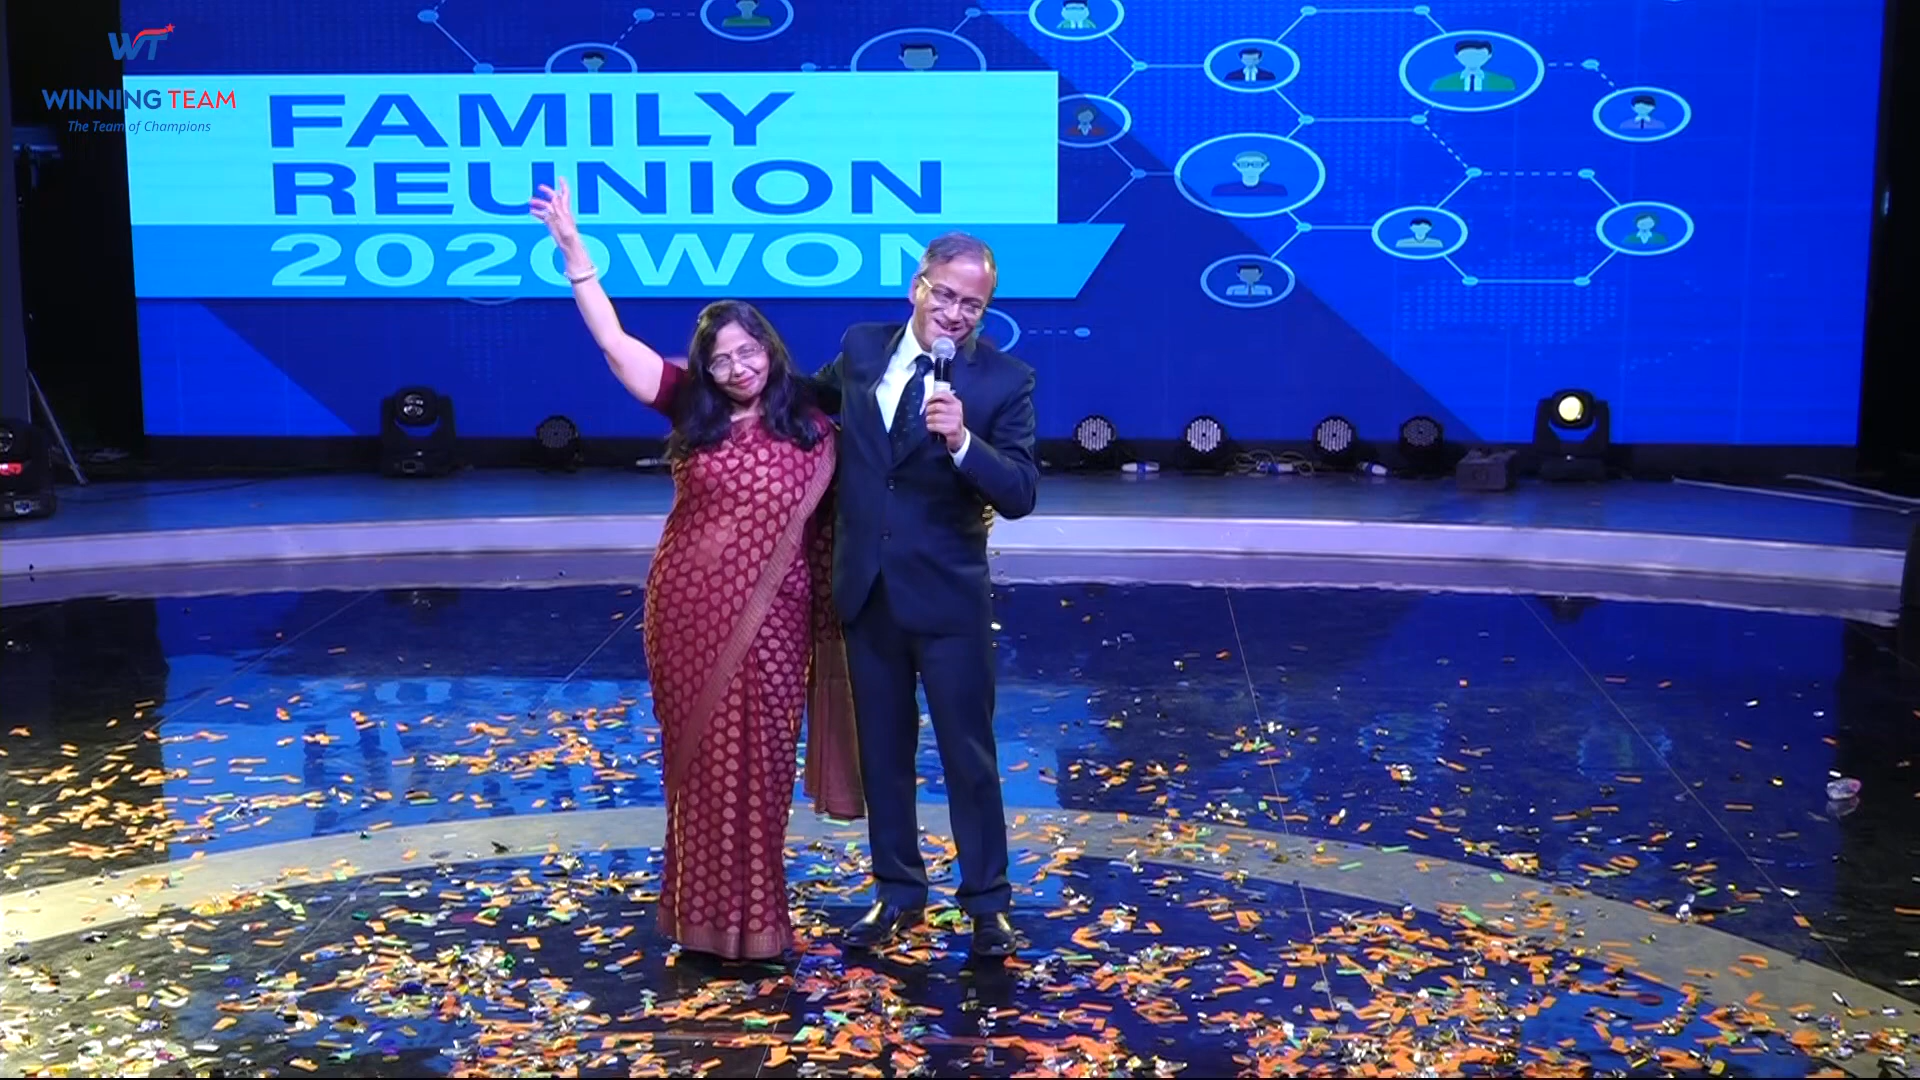 WT
WINNING TEAM
The Team of Champions
FAMILY
REUNION
2020WON